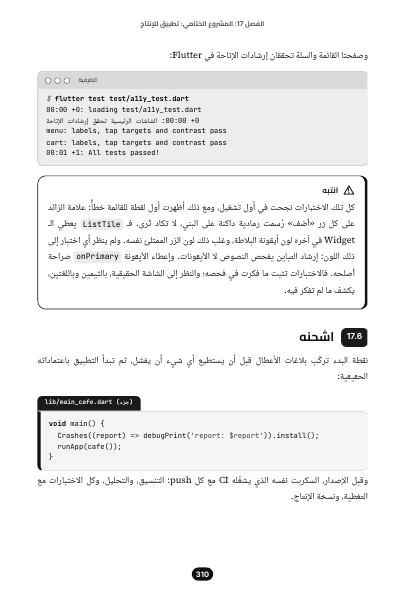 الفصل 17: المشروع الختامي: تطبيق للإنتاج
وصفحتا القائمة والسلة تحققان إرشادات الإتاحة في Flutter:
الطرفية
$ flutter test test/a11y_test.dart
00:00 +0: loading test/a11y_test.dart
00:00 +0: الشاشات الرئيسية تحقق إرشادات الإتاحة
menu: labels, tap targets and contrast pass
cart: labels, tap targets and contrast pass
00:01 +1: All tests passed!
انتبه
كل تلك الاختبارات نجحت في أول تشغيل، ومع ذلك أظهرت أول لقطة للقائمة خطأً: علامة الزائد
على كل زر «أضف» رُسمت رمادية داكنة على البني، لا تكاد تُرى. فـ ListTile يعطي الـ
Widget في آخره لون أيقونة البلاطة، وغلب ذلك لون الزر الممتلئ نفسه. ولم ينظر أي اختبار إلى
ذلك اللون: إرشاد التباين يفحص النصوص لا الأيقونات. وإعطاء الأيقونة onPrimary صراحة
أصلحه. فالاختبارات تثبت ما فكرت في فحصه؛ والنظر إلى الشاشة الحقيقية، بالثيمين وباللغتين،
يكشف ما لم تفكر فيه.
17.6 اشحنه
نقطة البدء تركّب بلاغات الأعطال قبل أن يستطيع أي شيء أن يفشل، ثم تبدأ التطبيق باعتماداته
الحقيقية:
lib/main_cafe.dart (جزء)
void main() {
Crashes((report) => debugPrint('report: $report')).install();
runApp(cafe());
}
وقبل الإصدار، السكربت نفسه الذي يشغّله CI مع كل push: التنسيق، والتحليل، وكل الاختبارات مع
التغطية، ونسخة الإنتاج.
310